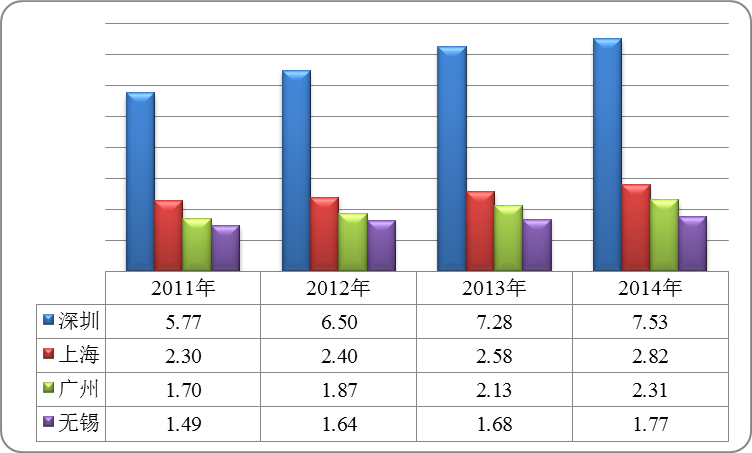 2011年 2012年 2013年 2014年
深圳 5.77 6.50 7.28 7.53
上海 2.30 2.40 2.58 2.82
广州 1.70 1.87 2.13 2.31
无锡 1.49 1.64 1.68 1.77